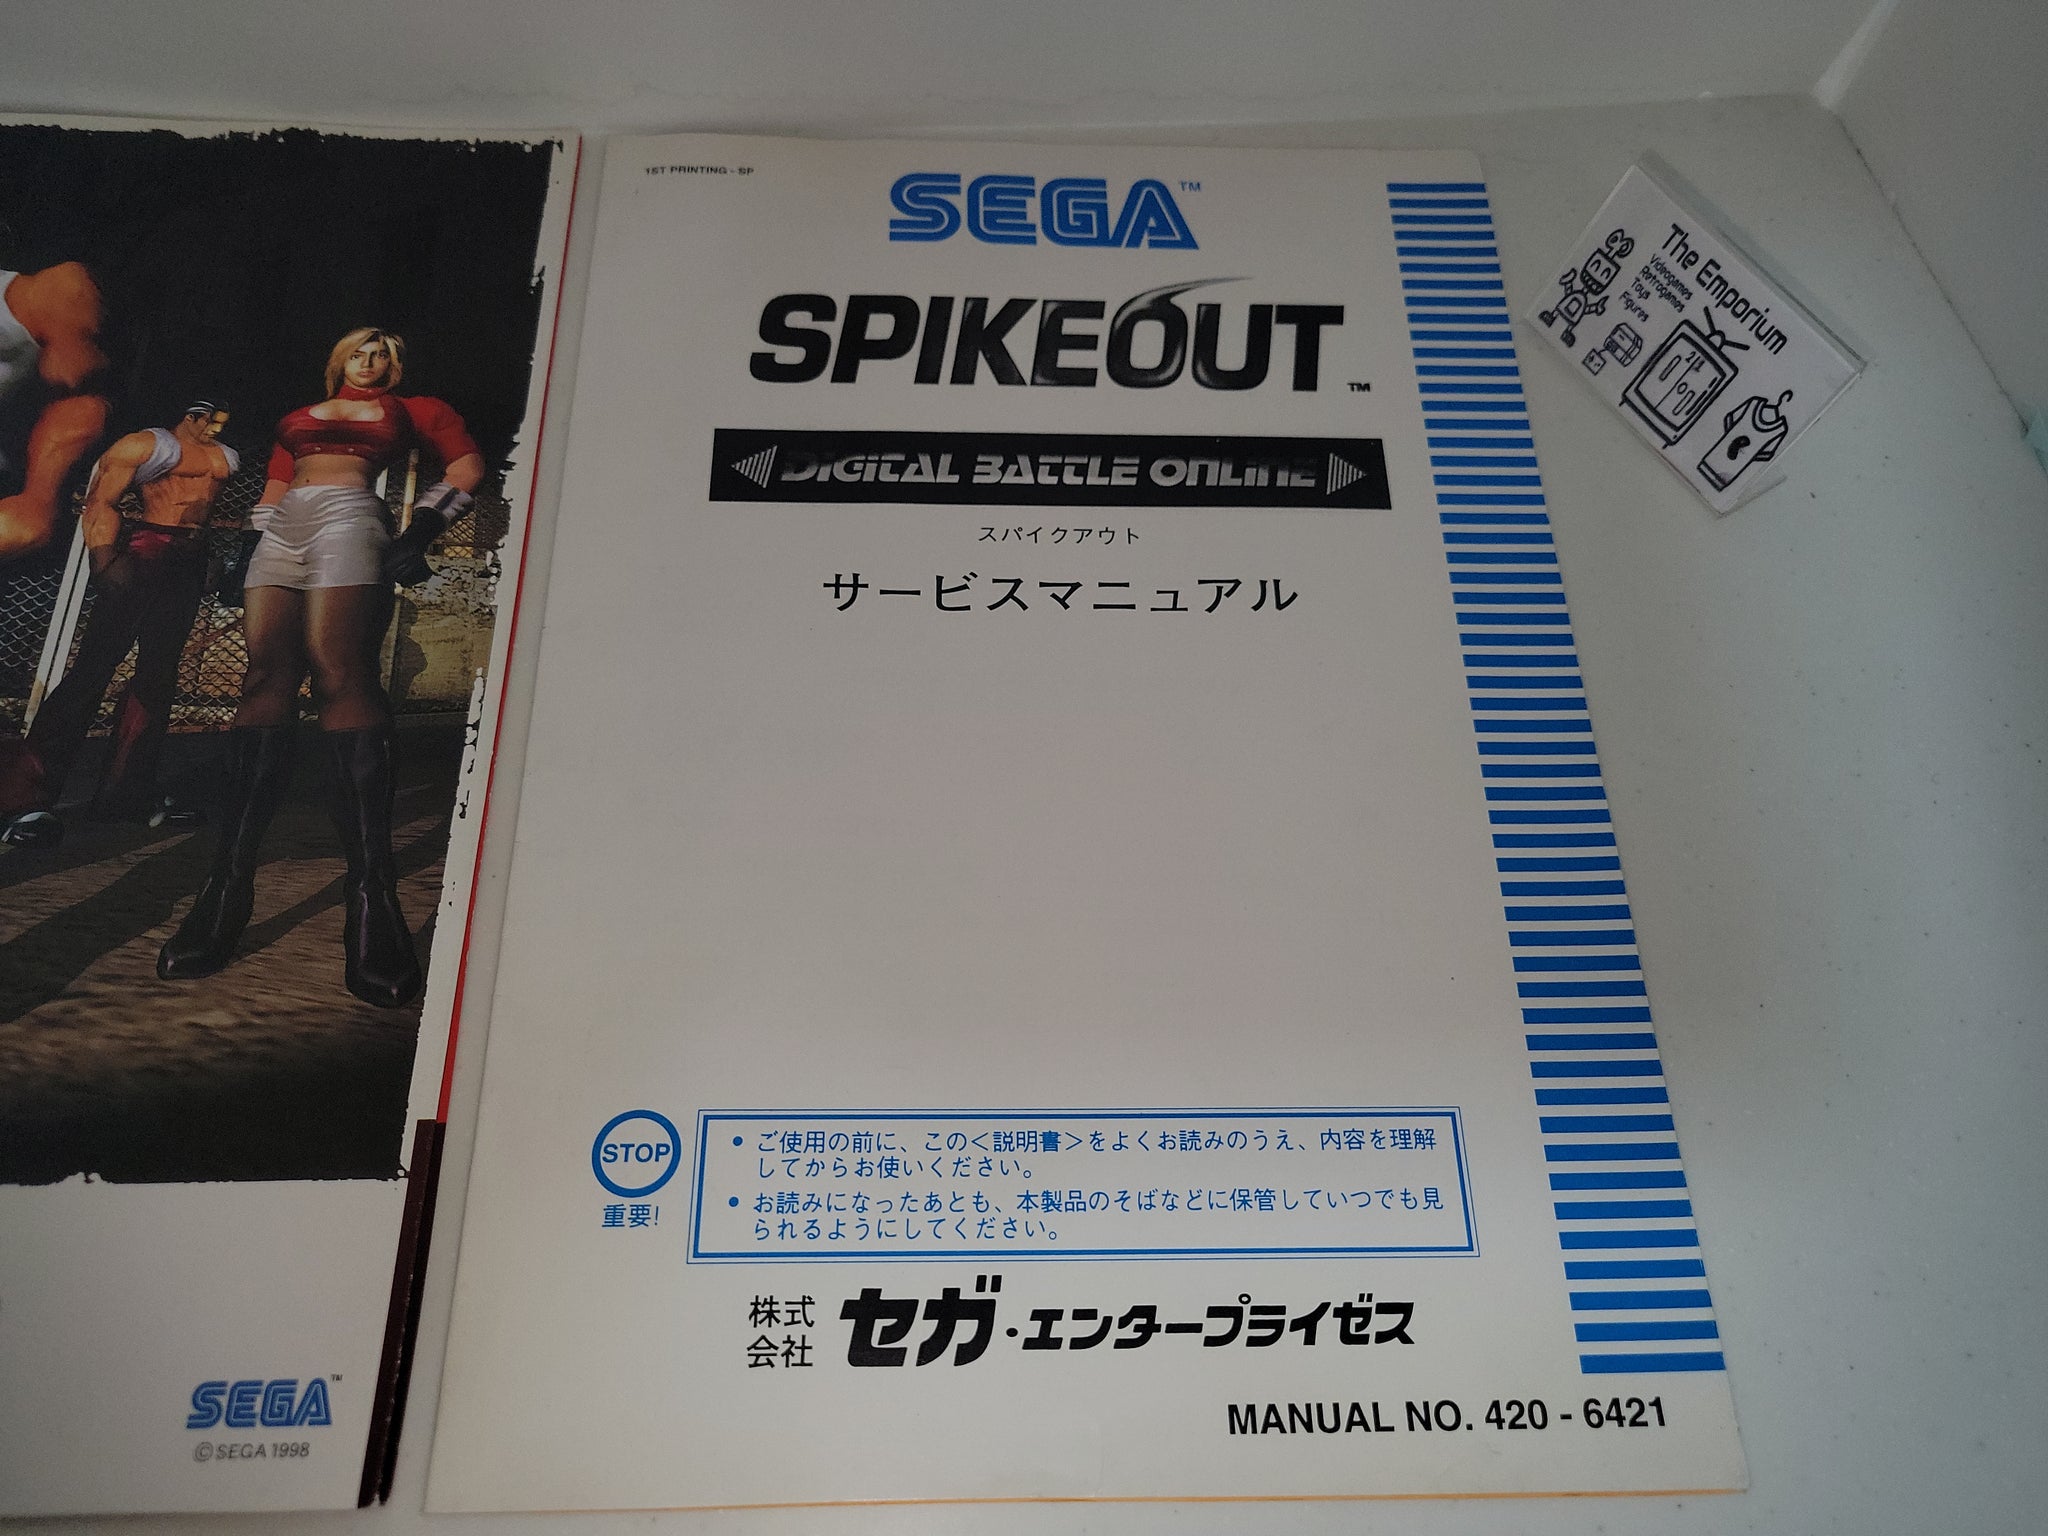 1ST PRINTING - SP
SEGA™
SPIKEOUT™
DIGITAL BATTLE ONLINE
スパイクアウト
サービスマニュアル
STOP
重要!
• ご使用の前に、この＜説明書＞をよくお読みのうえ、内容を理解
してからお使いください。
• お読みになったあとも、本製品のそばなどに保管していつでも見
られるようにしてください。
株式
会社
セガ・エンタープライゼス
MANUAL NO. 420 - 6421
SEGA™
©SEGA 1998
The Emporium
Videogames
Retrogames
Toys
Figures